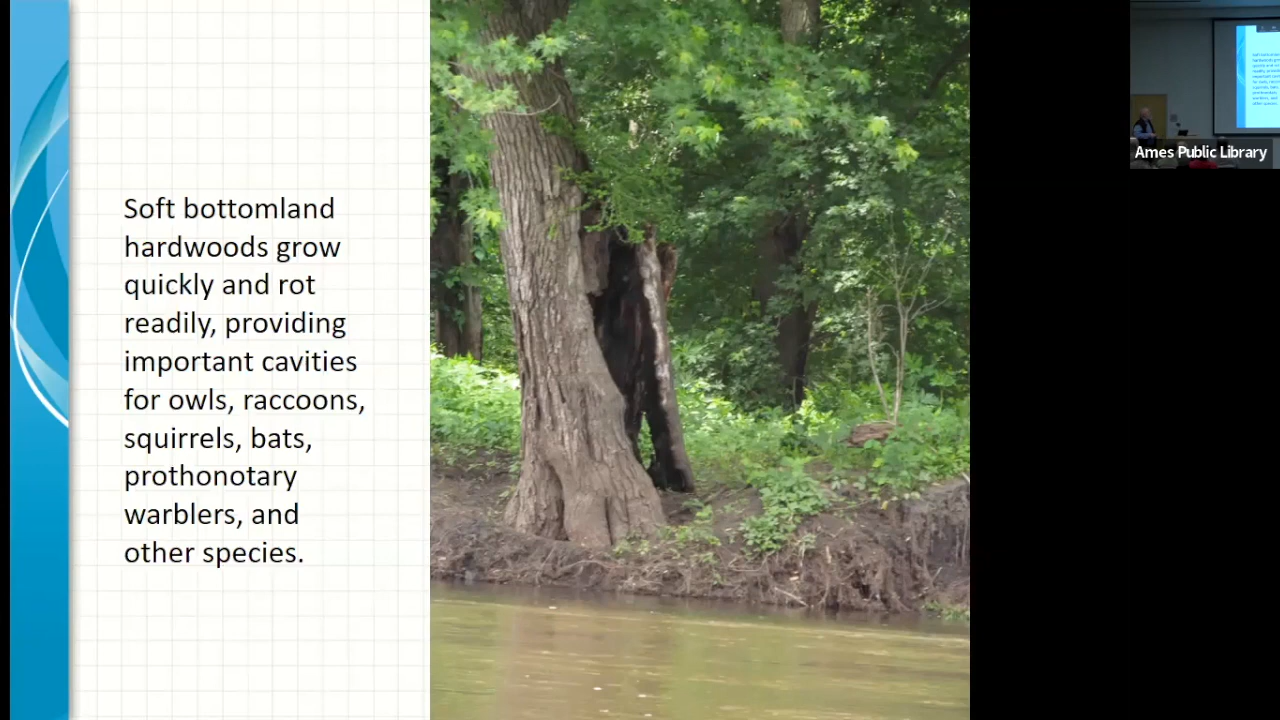 Soft bottomland
hardwoods grow
quickly and rot
readily, providing
important cavities
for owls, raccoons,
squirrels, bats,
prothonotary
warblers, and
other species.
Ames Public Library